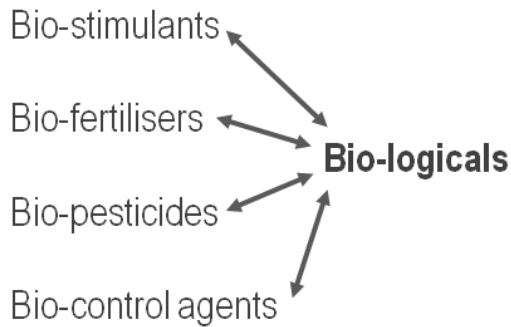 Bio-stimulants
Bio-fertilisers
Bio-logicals
Bio-pesticides
Bio-control agents